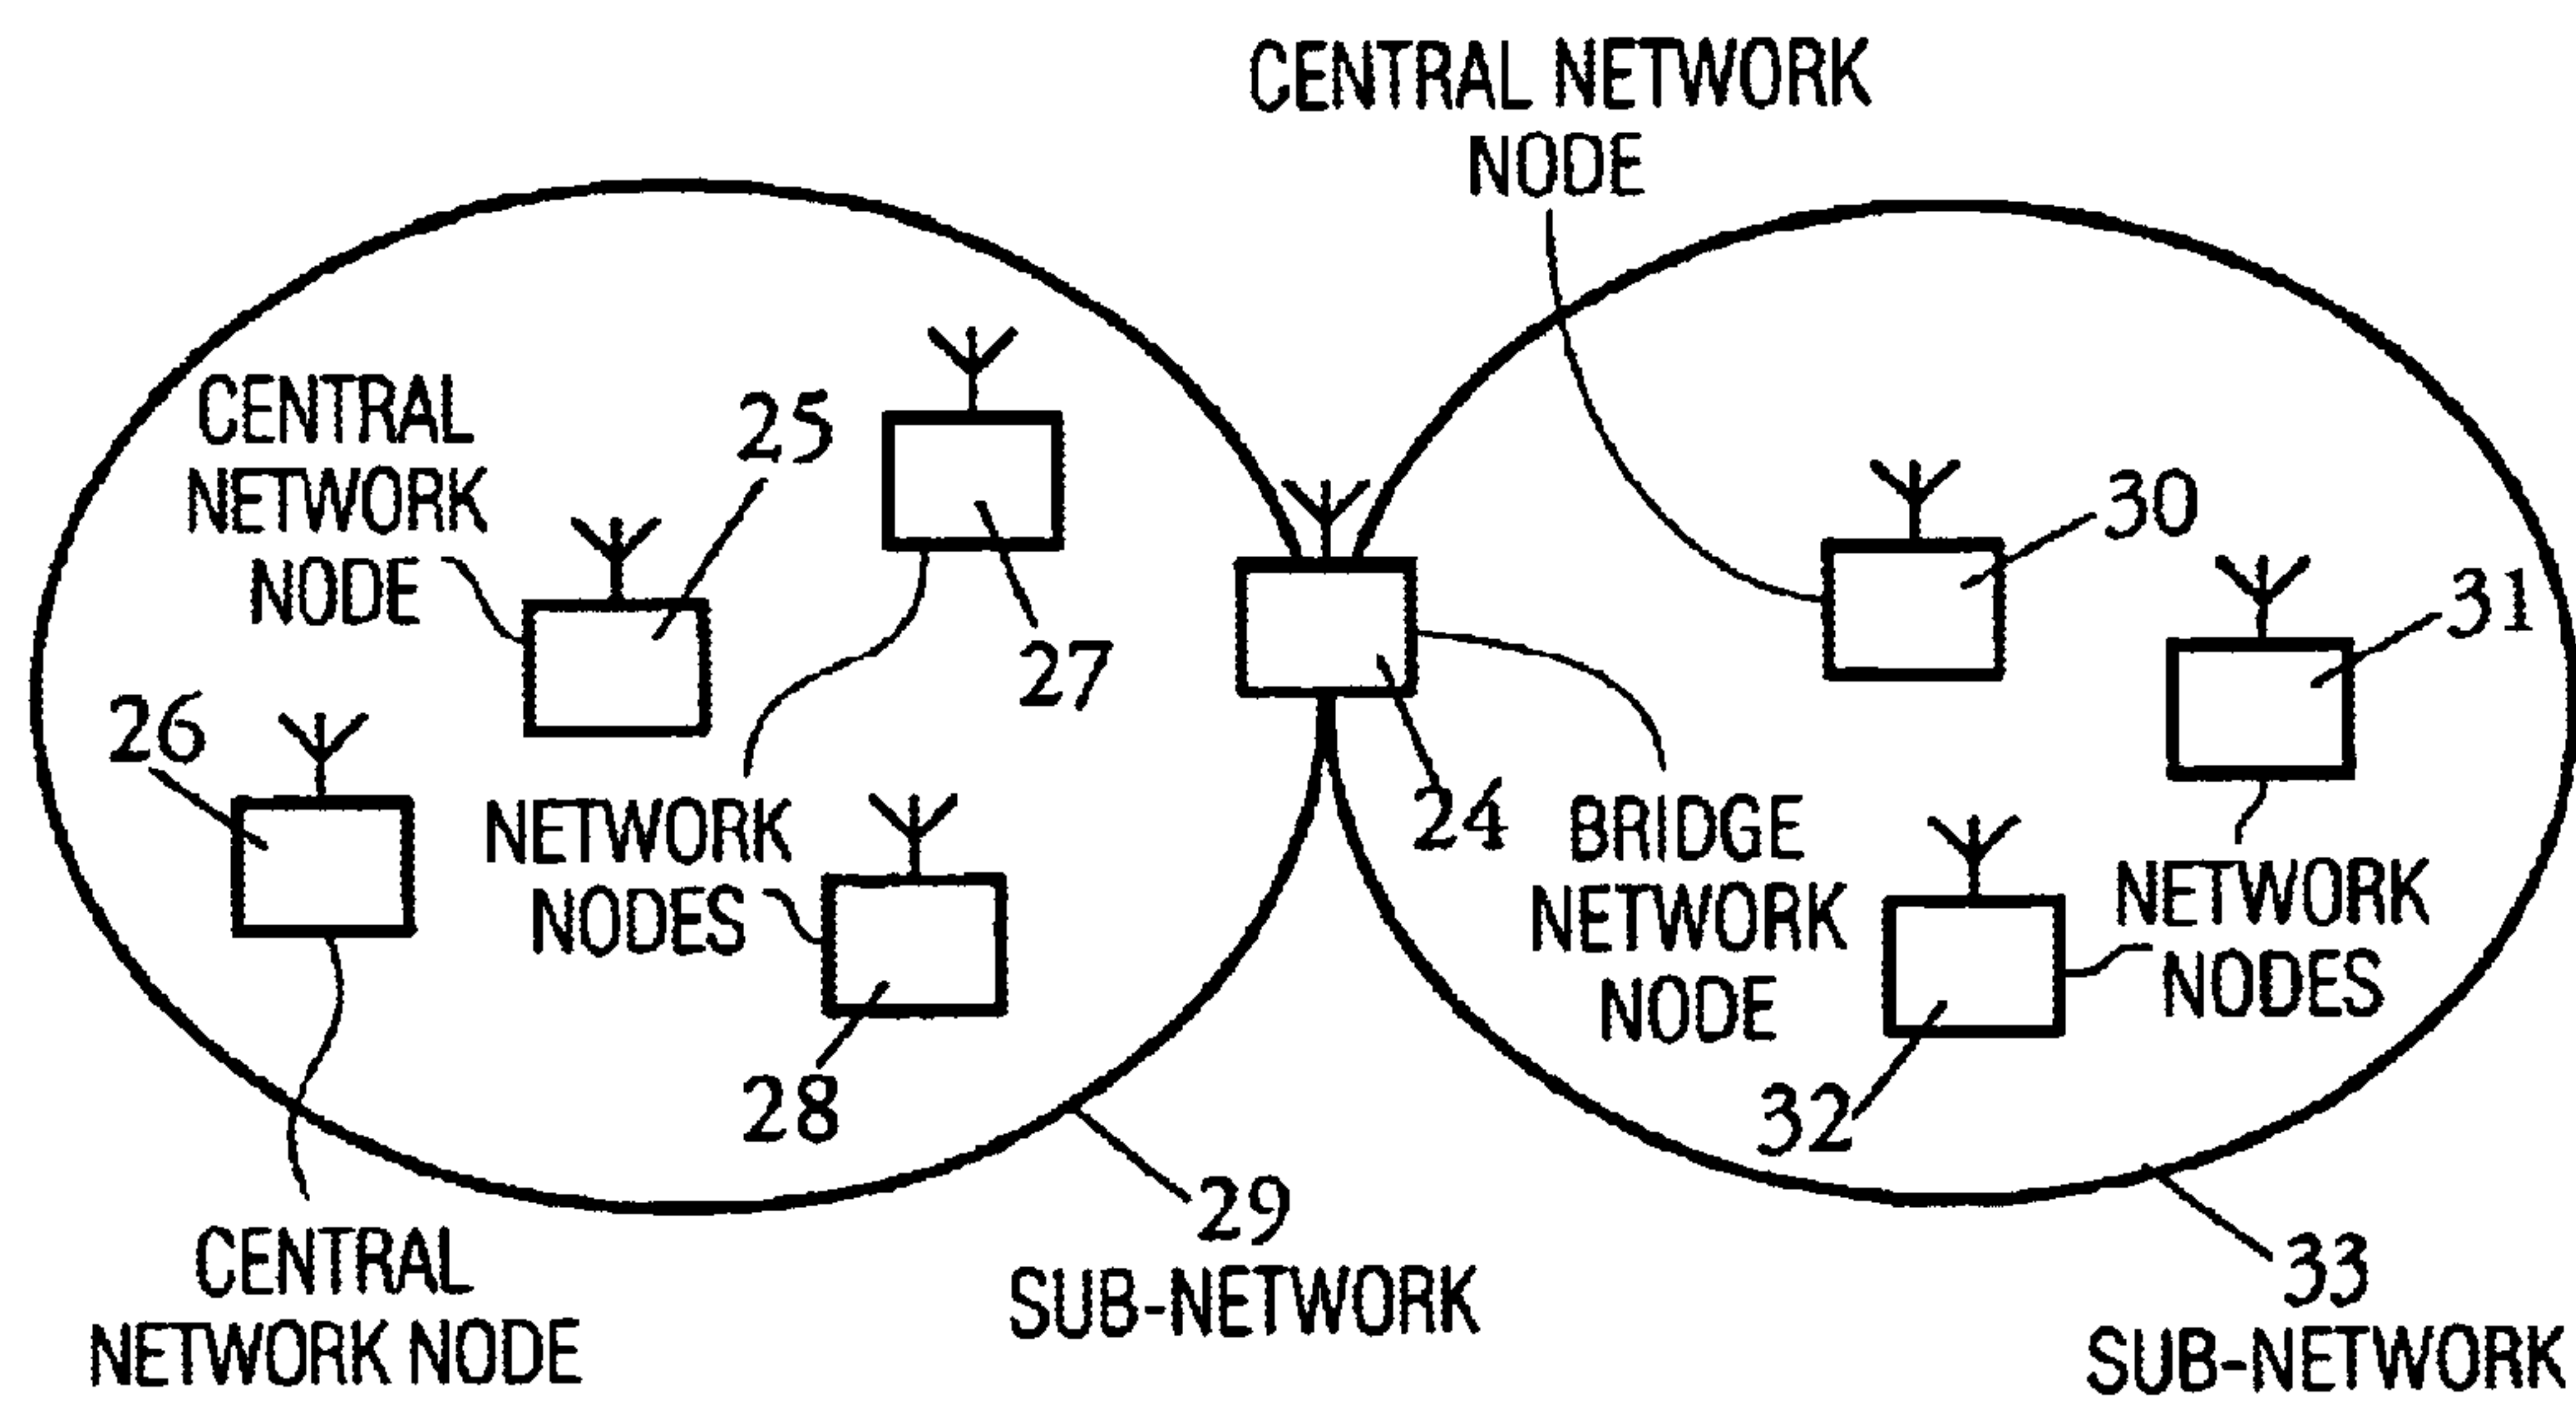 CENTRAL NETWORK
NODE
CENTRAL
NETWORK
NODE
25
27
26
NETWORK
NODES
28
24
BRIDGE
NETWORK
NODE
30
31
NETWORK
NODES
32
29
SUB-NETWORK
33
SUB-NETWORK
CENTRAL
NETWORK NODE